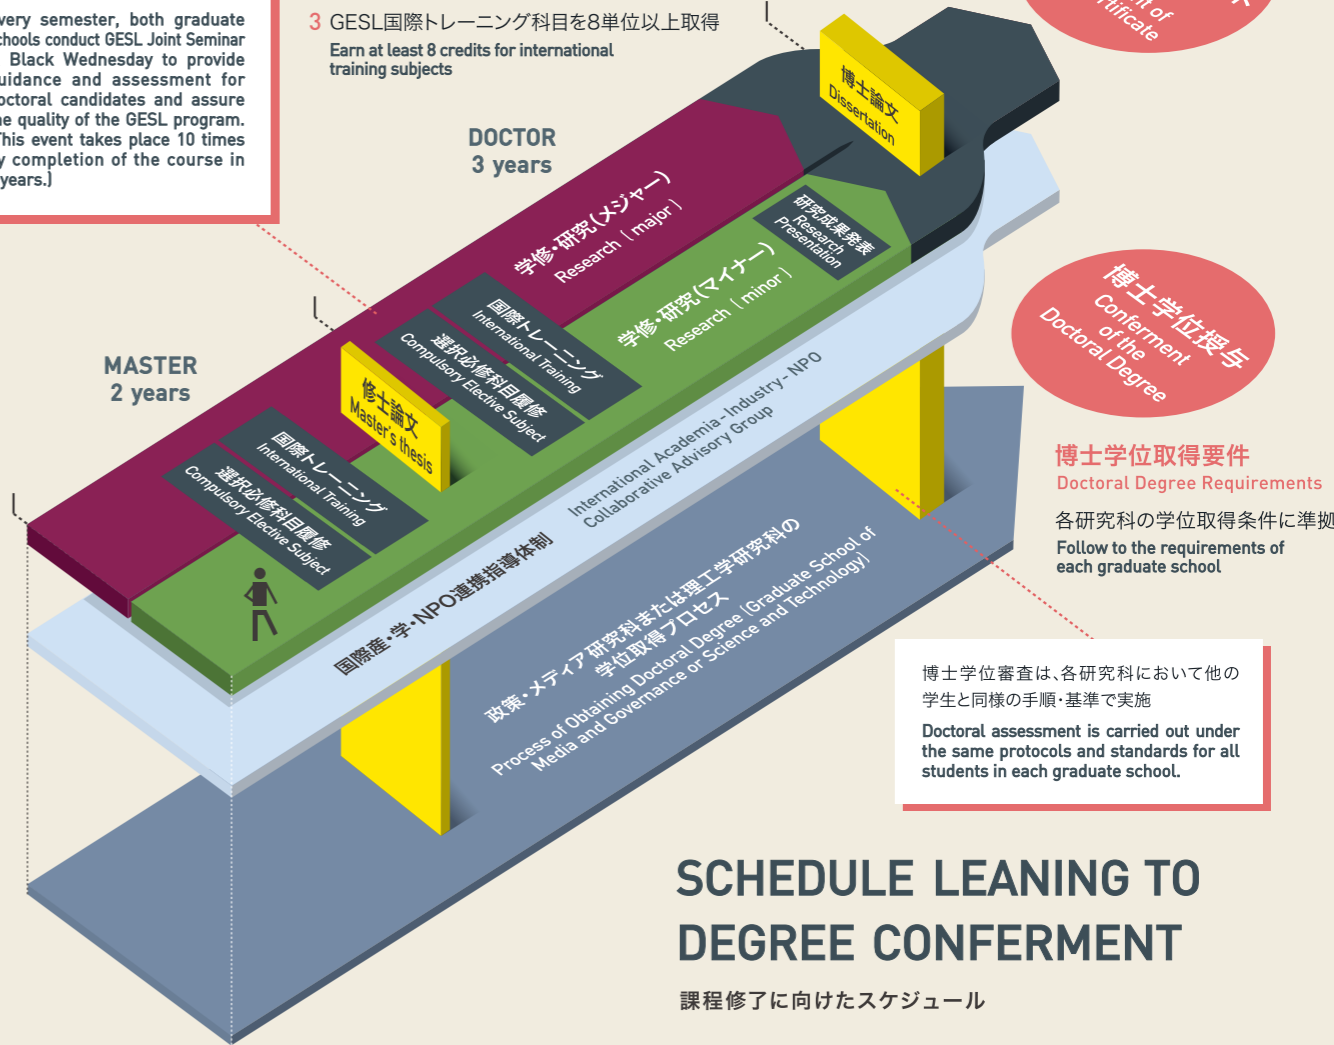 very semester, both graduate
chools conduct GESL Joint Seminar
Black Wednesday to provide
uidance and assessment for
octoral candidates and assure
he quality of the GESL program.
This event takes place 10 times
y completion of the course in
years.)
3 GESL国際トレーニング科目を8単位以上取得
Earn at least 8 credits for international
training subjects
nt of
rtificate
DOCTOR
3 years
MASTER
2 years
博士論文
Dissertation
学修・研究(メジャー)
Research ( major )
研究成果発表
Research
Presentation
学修・研究(マイナー)
Research ( minor )
国際トレーニング
International Training
選択必修科目履修
Compulsory Elective Subject
修士論文
Master's thesis
国際トレーニング
International Training
選択必修科目履修
Compulsory Elective Subject
国際産・学・NPO連携指導体制
International Academia - Industry - NPO
Collaborative Advisory Group
政策・メディア研究科または理工学研究科の
学位取得プロセス
Process of Obtaining Doctoral Degree (Graduate School of
Media and Governance or Science and Technology)
博士学位授与
Conferment
of the
Doctoral Degree
博士学位取得要件
Doctoral Degree Requirements
各研究科の学位取得条件に準拠
Follow to the requirements of
each graduate school
博士学位審査は、各研究科において他の
学生と同様の手順・基準で実施
Doctoral assessment is carried out under
the same protocols and standards for all
students in each graduate school.
SCHEDULE LEANING TO
DEGREE CONFERMENT
課程修了に向けたスケジュール